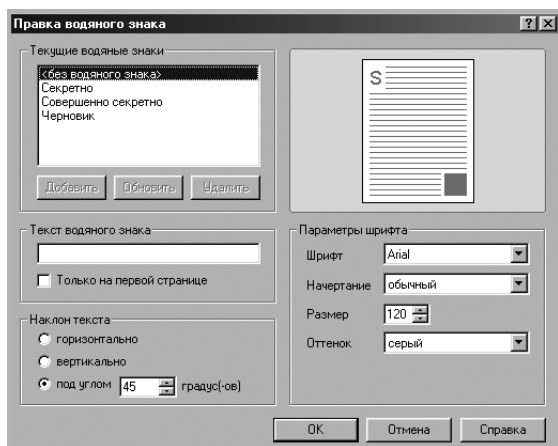 Правка водяного знака
Текущие водяные знаки
<без водяного знака>
Секретно
Совершенно секретно
Черновик
Добавить Обновить Удалить
S
Текст водяного знака
Только на первой странице
Наклон текста
горизонтально
вертикально
под углом 45 градус(-ов)
Параметры шрифта
Шрифт Arial
Начертание обычный
Размер 120
Оттенок серый
OK Отмена Справка